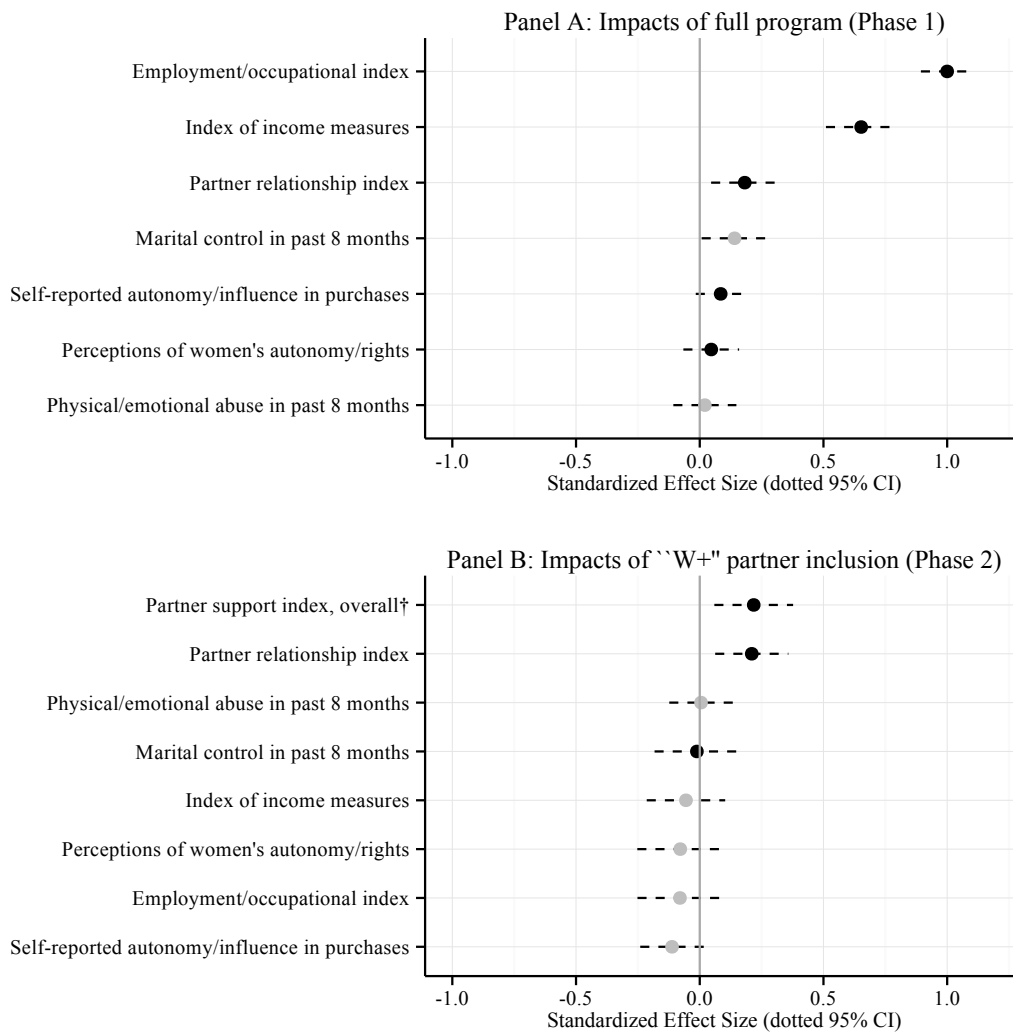 Panel A: Impacts of full program (Phase 1)
Employment/occupational index
Index of income measures
Partner relationship index
Marital control in past 8 months
Self-reported autonomy/influence in purchases
Perceptions of women's autonomy/rights
Physical/emotional abuse in past 8 months
-1.0 -0.5 0.0 0.5 1.0
Standardized Effect Size (dotted 95% CI)
Panel B: Impacts of ``W+" partner inclusion (Phase 2)
Partner support index, overall†
Partner relationship index
Physical/emotional abuse in past 8 months
Marital control in past 8 months
Index of income measures
Perceptions of women's autonomy/rights
Employment/occupational index
Self-reported autonomy/influence in purchases
-1.0 -0.5 0.0 0.5 1.0
Standardized Effect Size (dotted 95% CI)